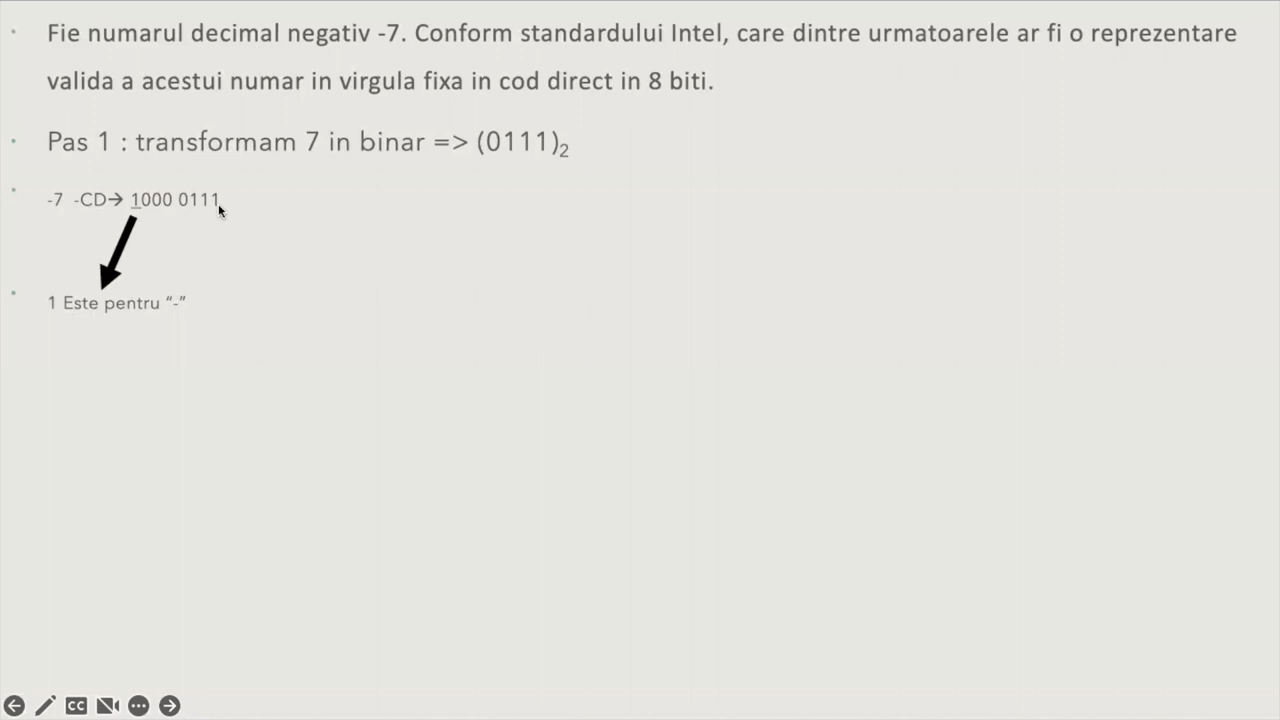 Fie numarul decimal negativ -7. Conform standardului Intel, care dintre urmatoarele ar fi o reprezentare
valida a acestui numar in virgula fixa in cod direct in 8 biti.
Pas 1 : transformam 7 in binar => (0111)₂
-7 -CD→ 1000 0111
1 Este pentru “-”
CC